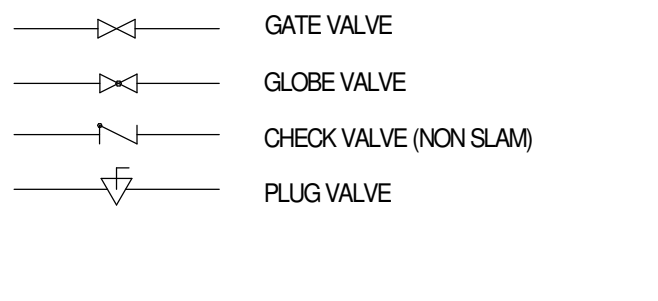 GATE VALVE
GLOBE VALVE
CHECK VALVE (NON SLAM)
PLUG VALVE